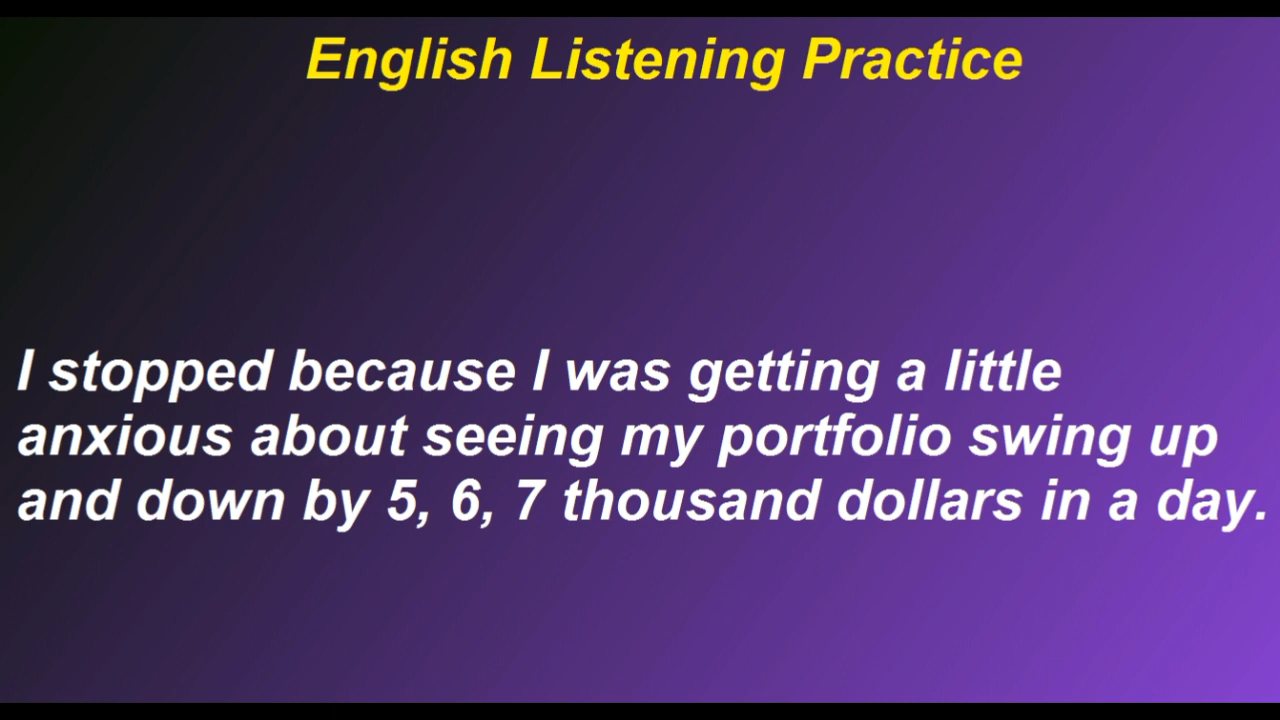 English Listening Practice
I stopped because I was getting a little
anxious about seeing my portfolio swing up
and down by 5, 6, 7 thousand dollars in a day.